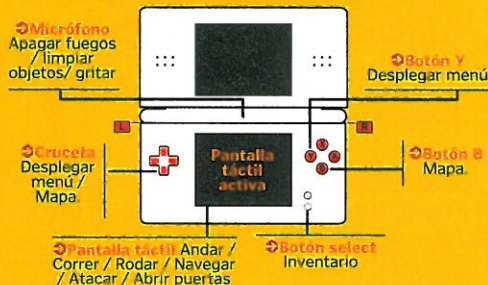 Micrófono
Apagar fuegos
/ limpiar
objetos/ gritar
Botón Y
Desplegar menú
L
R
Cruceta
Desplegar
menú /
Mapa.
Pantalla
táctil
activa
X
Y
A
B
Botón B
Mapa.
Pantalla táctil Andar /
Correr / Rodar / Navegar
/ Atacar / Abrir puertas
Botón select
Inventario